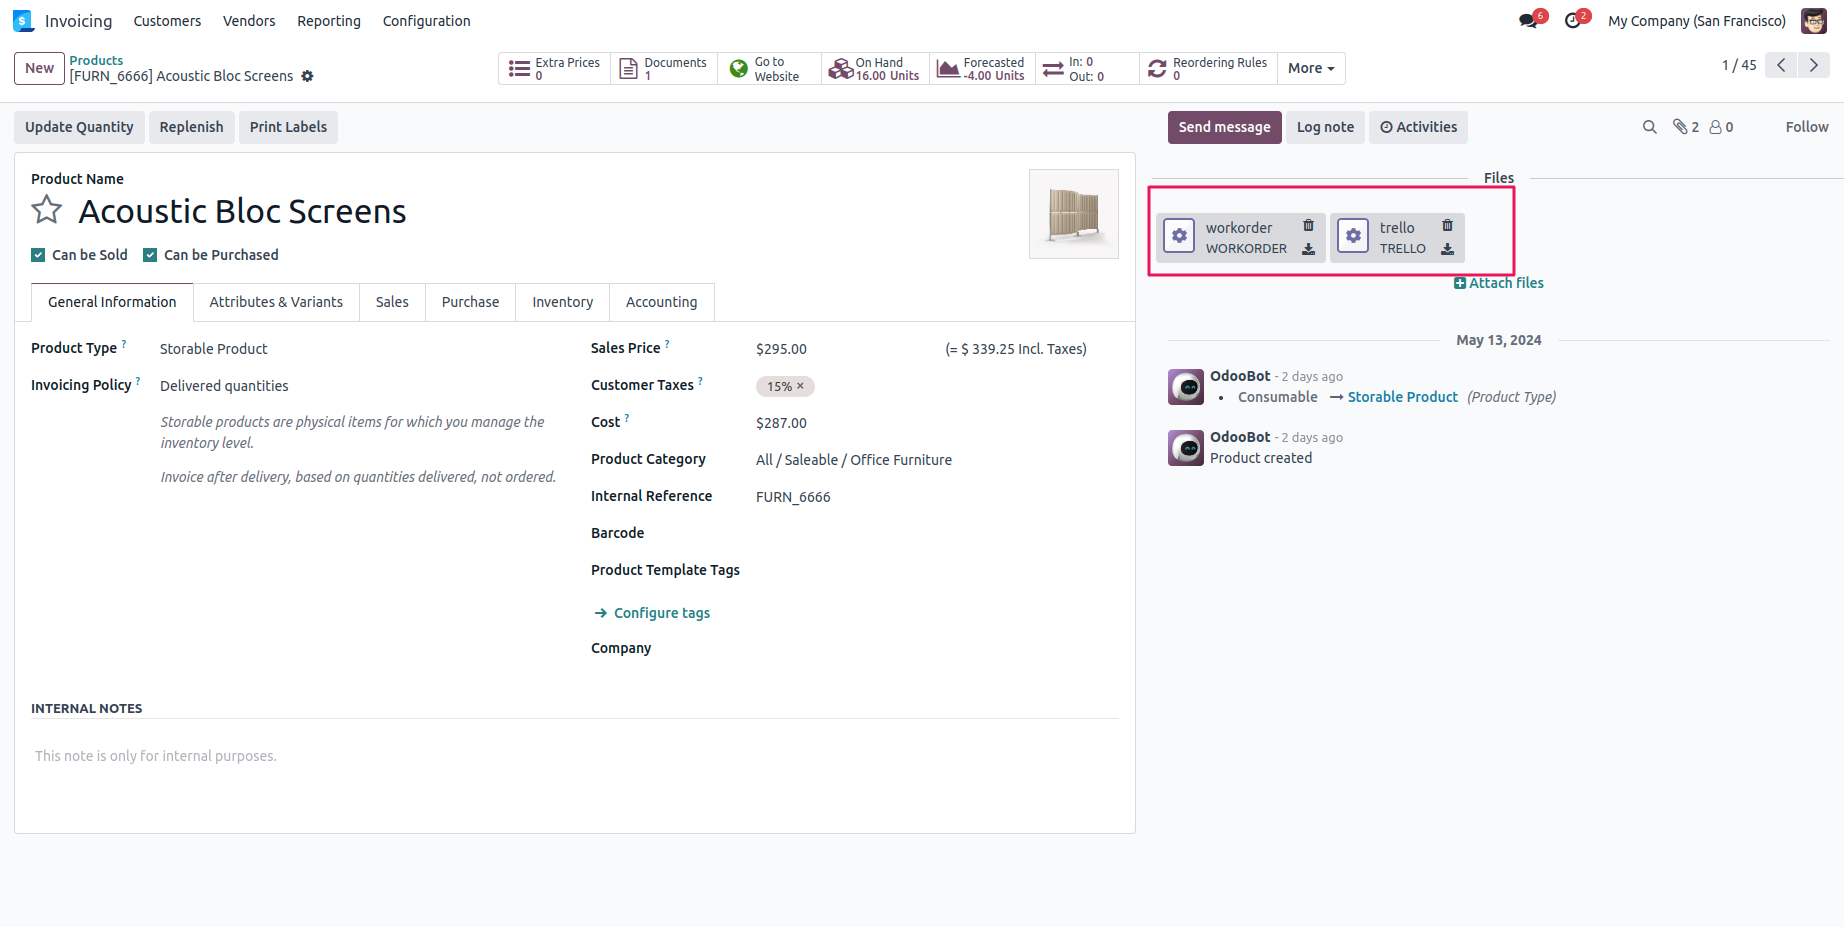 Invoicing Customers Vendors Reporting Configuration 6 2 My Company (San Francisco)
New Products
[FURN_6666] Acoustic Bloc Screens
Extra Prices
0
Documents
1
Go to
Website
On Hand
16.00 Units
Forecasted
-4.00 Units
In: 0
Out: 0
Reordering Rules
0
More
1 / 45
Update Quantity Replenish Print Labels
Send message Log note Activities 2 0 Follow
Product Name
Acoustic Bloc Screens
Can be Sold Can be Purchased
General Information Attributes & Variants Sales Purchase Inventory Accounting
Product Type ? Storable Product
Invoicing Policy ? Delivered quantities
Storable products are physical items for which you manage the
inventory level.
Invoice after delivery, based on quantities delivered, not ordered.
Sales Price ? $295.00 (= $ 339.25 Incl. Taxes)
Customer Taxes ? 15% ×
Cost ? $287.00
Product Category All / Saleable / Office Furniture
Internal Reference FURN_6666
Barcode
Product Template Tags
Configure tags
Company
INTERNAL NOTES
This note is only for internal purposes.
Files
workorder
WORKORDER
trello
TRELLO
Attach files
May 13, 2024
OdooBot - 2 days ago
• Consumable → Storable Product (Product Type)
OdooBot - 2 days ago
Product created